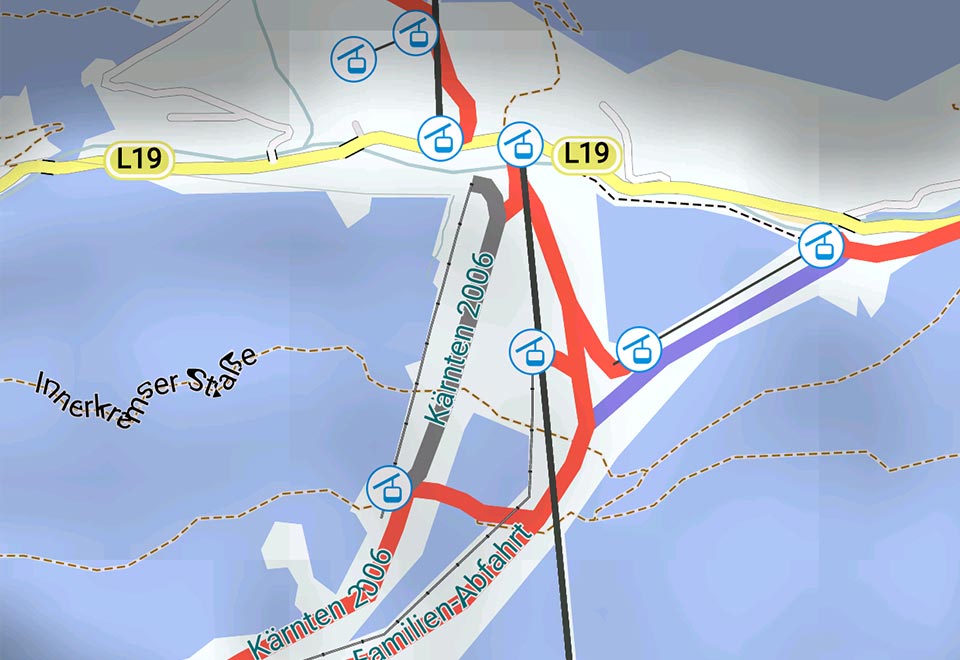 L19
L19
Kärnten 2006
Innerkremser-Straße
Kärnten 2006
Familien-Abfahrt